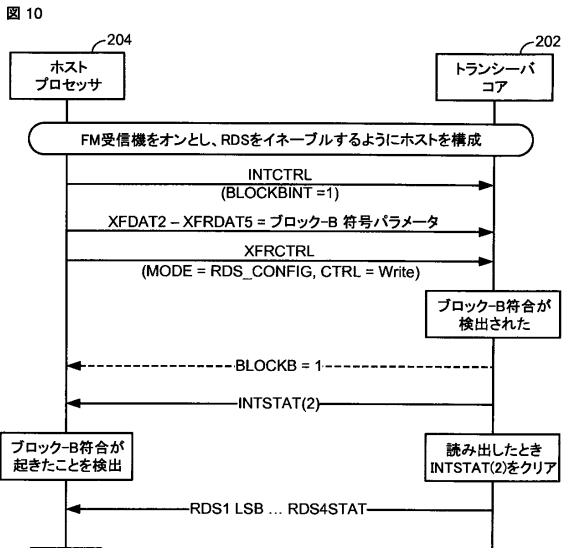 図 10
204
202
ホスト
プロセッサ
トランシーバ
コア
FM受信機をオンとし、RDSをイネーブルするようにホストを構成
INTCTRL
(BLOCKBINT =1)
XFDAT2 – XFRDAT5 = ブロック-B 符号パラメータ
XFRCTRL
(MODE = RDS_CONFIG, CTRL = Write)
ブロック-B符合が
検出された
BLOCKB = 1
INTSTAT(2)
ブロック-B符合が
起きたことを検出
読み出したとき
INTSTAT(2)をクリア
RDS1 LSB ... RDS4STAT